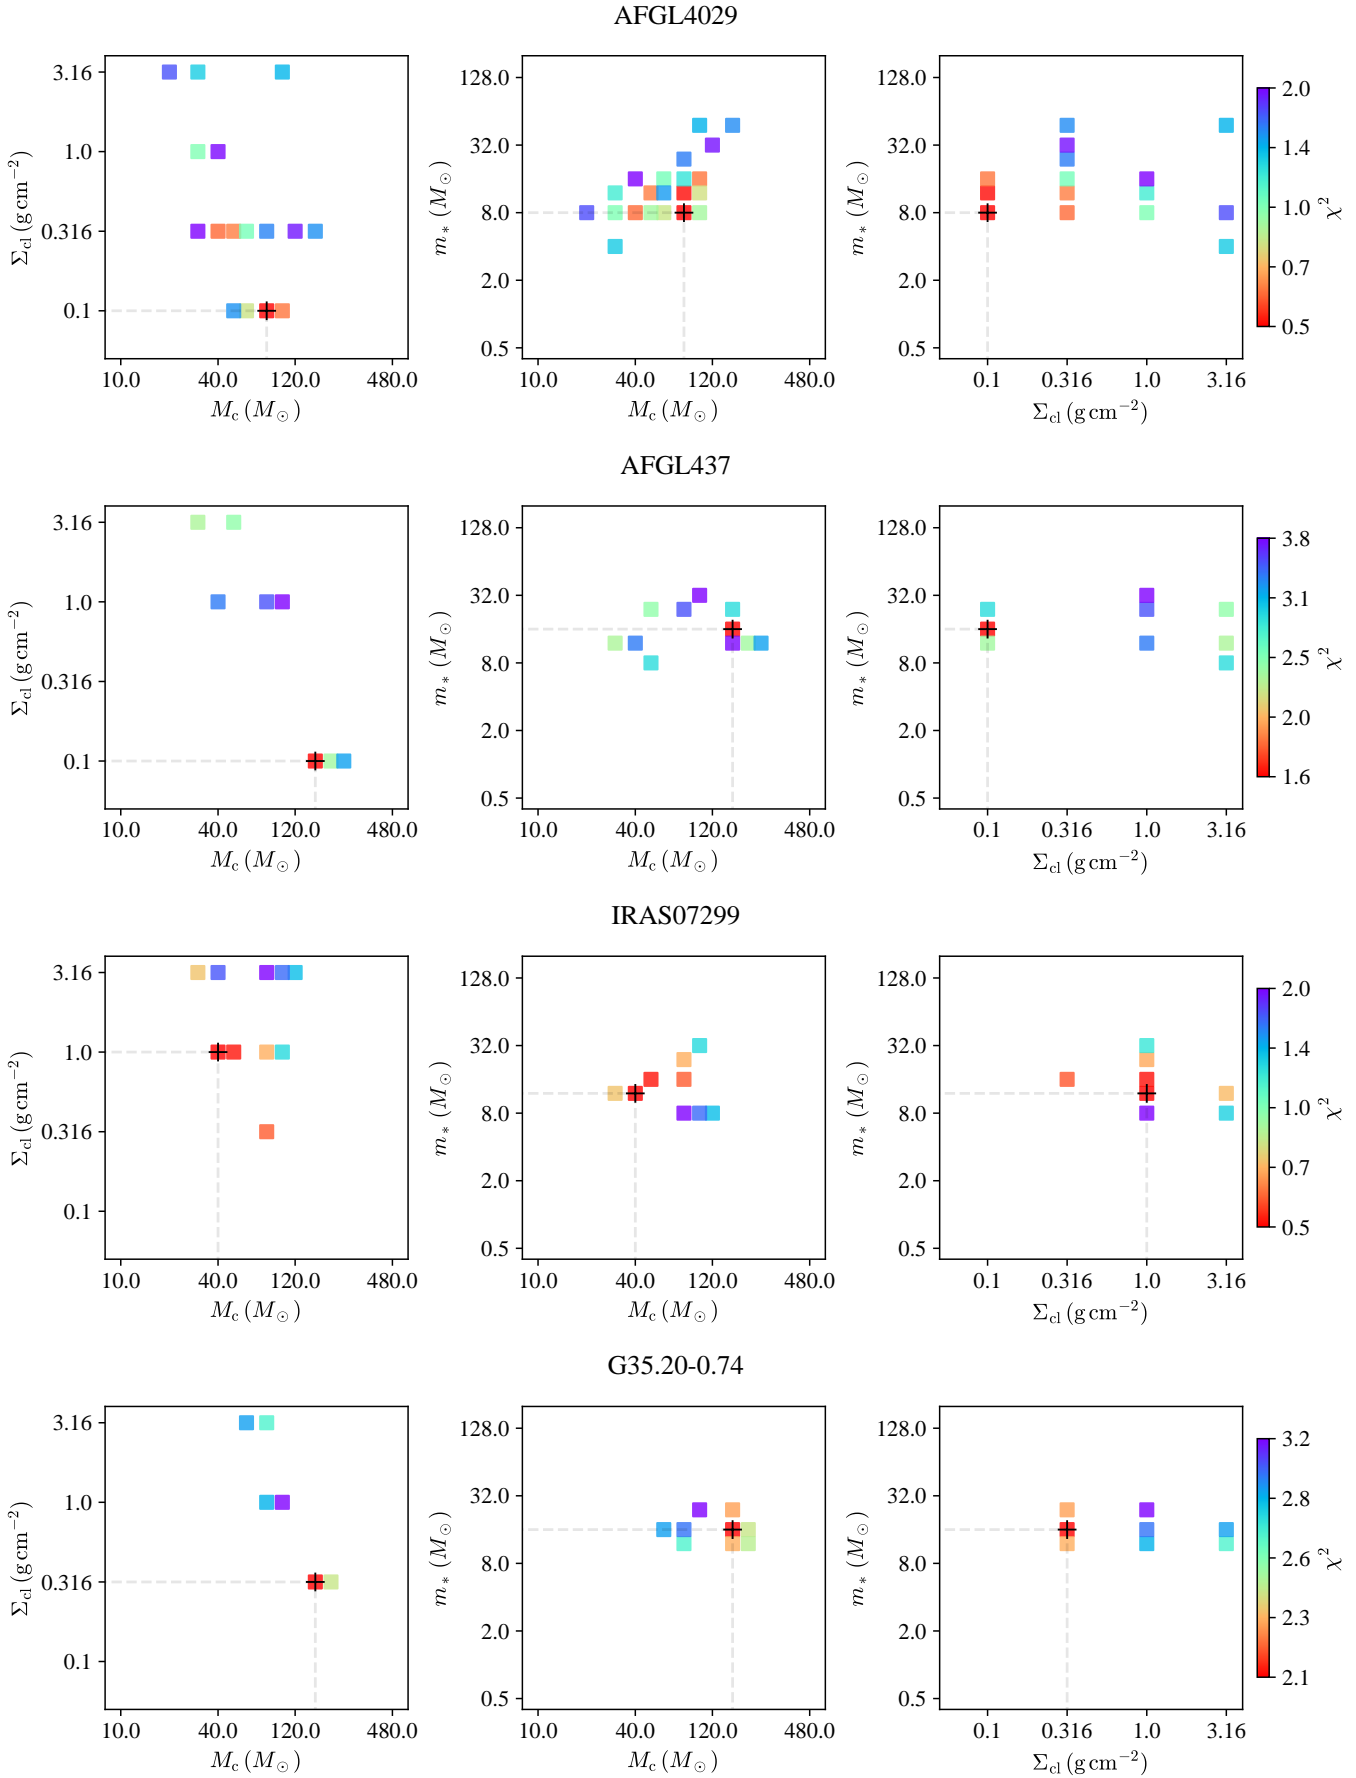 AFGL4029
3.16
1.0
0.316
0.1
Σcl (g cm−2)
10.0 40.0 120.0 480.0
Mc (M⊙)
128.0
32.0
8.0
2.0
0.5
m* (M⊙)
10.0 40.0 120.0 480.0
Mc (M⊙)
128.0
32.0
8.0
2.0
0.5
m* (M⊙)
0.1 0.316 1.0 3.16
Σcl (g cm−2)
2.0
1.4
1.0
0.7
0.5
χ2
AFGL437
3.16
1.0
0.316
0.1
Σcl (g cm−2)
10.0 40.0 120.0 480.0
Mc (M⊙)
128.0
32.0
8.0
2.0
0.5
m* (M⊙)
10.0 40.0 120.0 480.0
Mc (M⊙)
128.0
32.0
8.0
2.0
0.5
m* (M⊙)
0.1 0.316 1.0 3.16
Σcl (g cm−2)
3.8
3.1
2.5
2.0
1.6
χ2
IRAS07299
3.16
1.0
0.316
0.1
Σcl (g cm−2)
10.0 40.0 120.0 480.0
Mc (M⊙)
128.0
32.0
8.0
2.0
0.5
m* (M⊙)
10.0 40.0 120.0 480.0
Mc (M⊙)
128.0
32.0
8.0
2.0
0.5
m* (M⊙)
0.1 0.316 1.0 3.16
Σcl (g cm−2)
2.0
1.4
1.0
0.7
0.5
χ2
G35.20-0.74
3.16
1.0
0.316
0.1
Σcl (g cm−2)
10.0 40.0 120.0 480.0
Mc (M⊙)
128.0
32.0
8.0
2.0
0.5
m* (M⊙)
10.0 40.0 120.0 480.0
Mc (M⊙)
128.0
32.0
8.0
2.0
0.5
m* (M⊙)
0.1 0.316 1.0 3.16
Σcl (g cm−2)
3.2
2.8
2.6
2.3
2.1
χ2